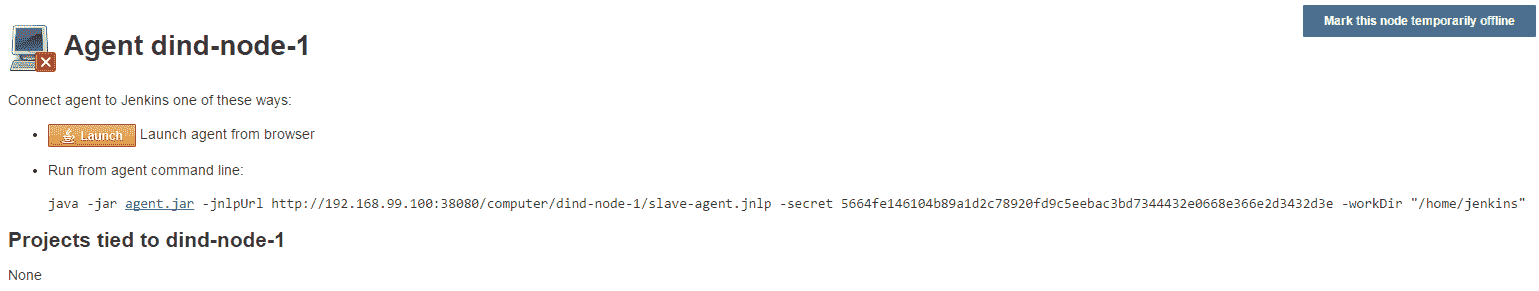 Mark this node temporarily offline
Agent dind-node-1
Connect agent to Jenkins one of these ways:
Launch Launch agent from browser
Run from agent command line:
java -jar agent.jar -jnlpUrl http://192.168.99.100:38080/computer/dind-node-1/slave-agent.jnlp -secret 5664fe146104b89a1d2c78920fd9c5eebac3bd7344432e0668e366e2d3432d3e -workDir "/home/jenkins"
Projects tied to dind-node-1
None